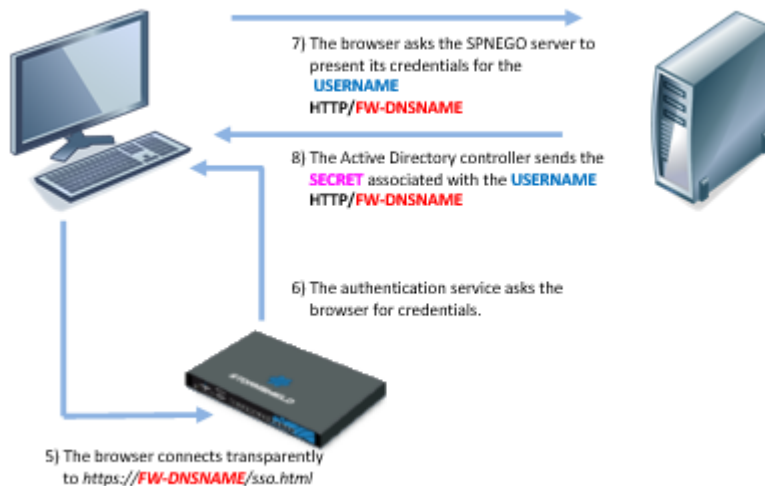 7) The browser asks the SPNEGO server to
present its credentials for the
USERNAME
HTTP/FW-DNSNAME
8) The Active Directory controller sends the
SECRET associated with the USERNAME
HTTP/FW-DNSNAME
6) The authentication service asks the
browser for credentials.
STORMSHIELD
5) The browser connects transparently
to https://FW-DNSNAME/sso.html